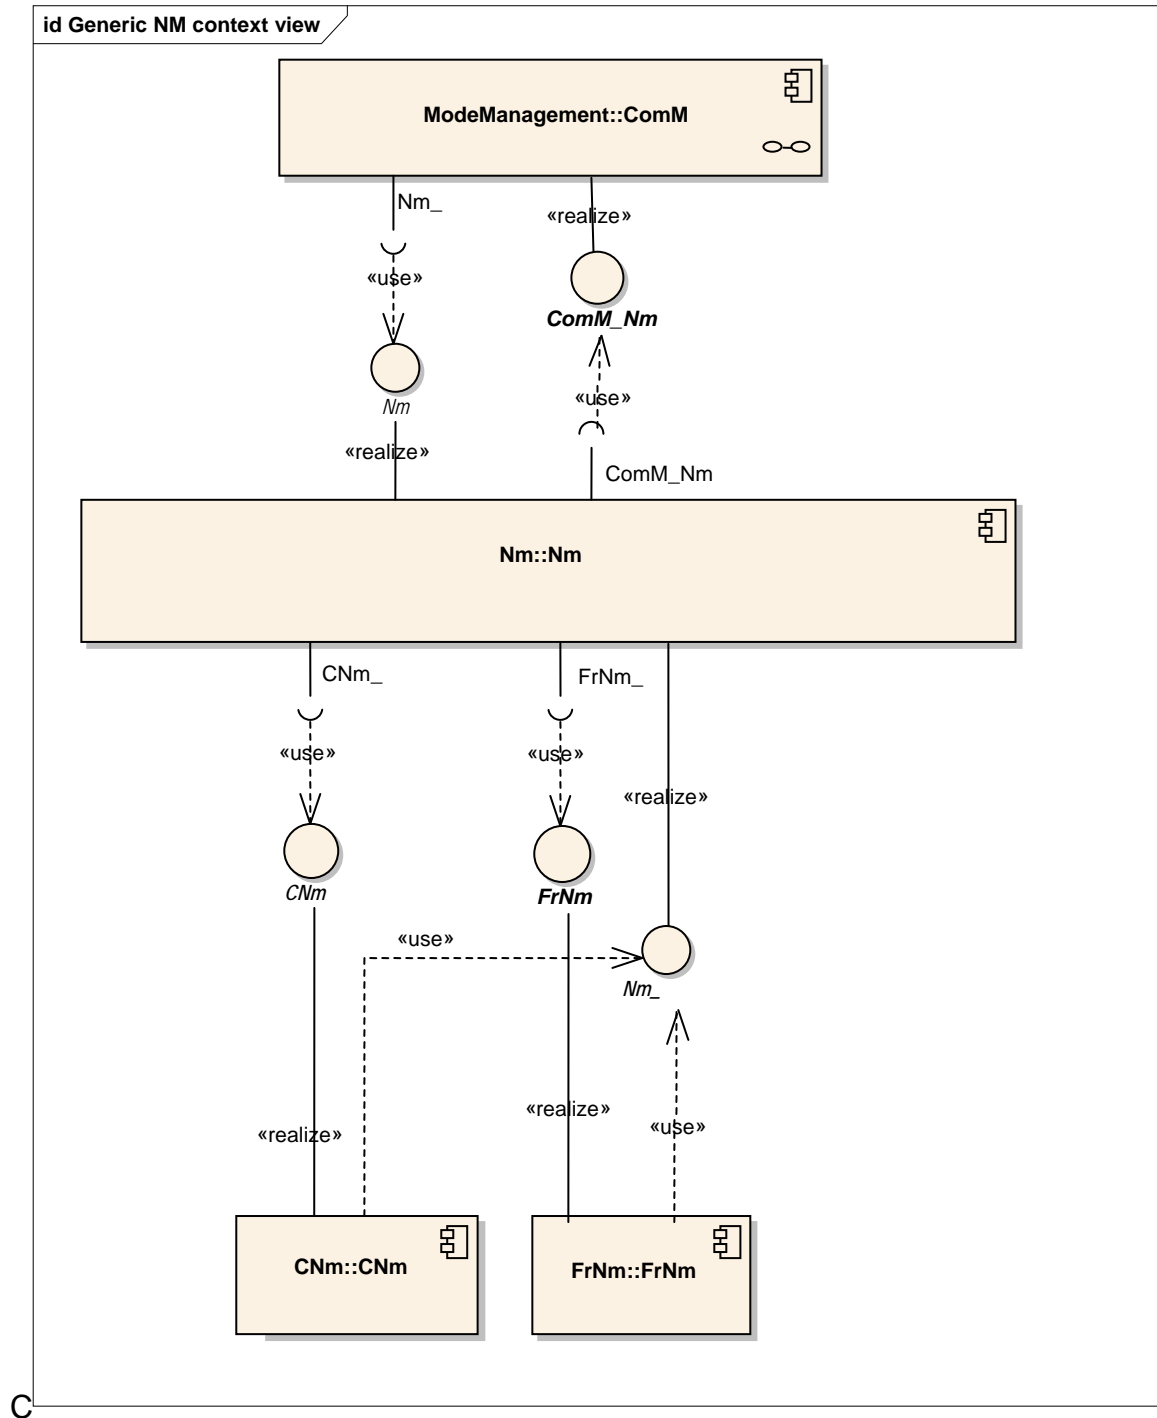 id Generic NM context view
ModeManagement::ComM
Nm_
«realize»
«use»
ComM_Nm
Nm
«use»
«realize»
ComM_Nm
Nm::Nm
CNm_
FrNm_
«use»
«use»
«realize»
CNm
FrNm
«use»
Nm_
«realize»
«use»
«realize»
CNm::CNm
FrNm::FrNm
C